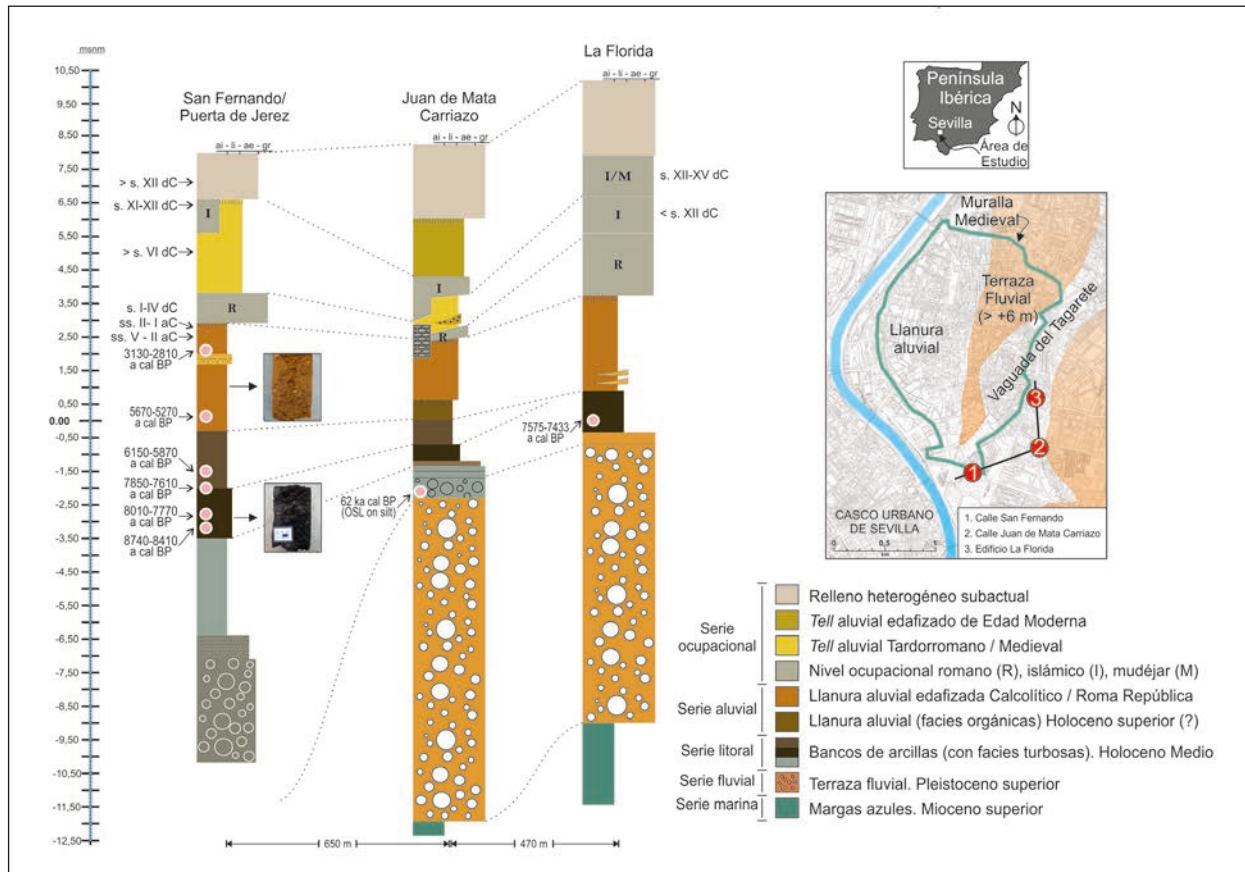 msnm
10,50
9,50
8,50
7,50
6,50
5,50
4,50
3,50
2,50
1,50
0,50
0.00
-0,50
-1,50
-2,50
-3,50
-4,50
-5,50
-6,50
-7,50
-8,50
-9,50
-10,50
-11,50
-12,50
San Fernando/
Puerta de Jerez
ai - li - ae - gr
> s. XII dC
s. XI-XII dC
I
> s. VI dC
s. I-IV dC
R
ss. II- I aC
ss. V - II aC
3130-2810
a cal BP
5670-5270
a cal BP
6150-5870
a cal BP
7850-7610
a cal BP
8010-7770
a cal BP
8740-8410
a cal BP
Juan de Mata
Carriazo
ai - li - ae - gr
I
R
62 ka cal BP
(OSL on silt)
La Florida
ai - li - ae - gr
I/M
s. XII-XV dC
I
< s. XII dC
R
7575-7433
a cal BP
650 m
470 m
Península
Ibérica
Sevilla
N
Área de
Estudio
Muralla
Medieval
Terraza
Fluvial
(> +6 m)
Llanura
aluvial
Vaguada del Tagarete
3
2
1
CASCO URBANO
DE SEVILLA
0
0,5
1. Calle San Fernando
2. Calle Juan de Mata Carriazo
3. Edificio La Florida
Serie
ocupacional
Relleno heterogéneo subactual
Tell aluvial edafizado de Edad Moderna
Tell aluvial Tardorromano / Medieval
Nivel ocupacional romano (R), islámico (I), mudéjar (M)
Serie aluvial
Llanura aluvial edafizada Calcolítico / Roma República
Llanura aluvial (facies orgánicas) Holoceno superior (?)
Serie litoral
Bancos de arcillas (con facies turbosas). Holoceno Medio
Serie fluvial
Terraza fluvial. Pleistoceno superior
Serie marina
Margas azules. Mioceno superior